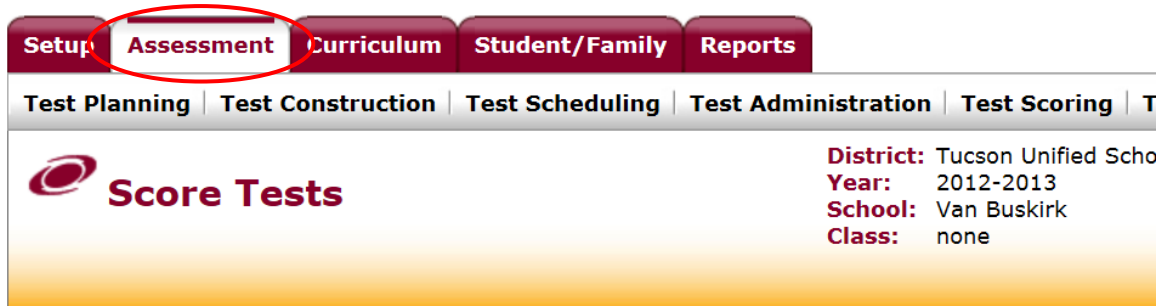 Setup Assessment Curriculum Student/Family Reports
Test Planning Test Construction Test Scheduling Test Administration Test Scoring T
Score Tests
District: Tucson Unified Scho
Year: 2012-2013
School: Van Buskirk
Class: none